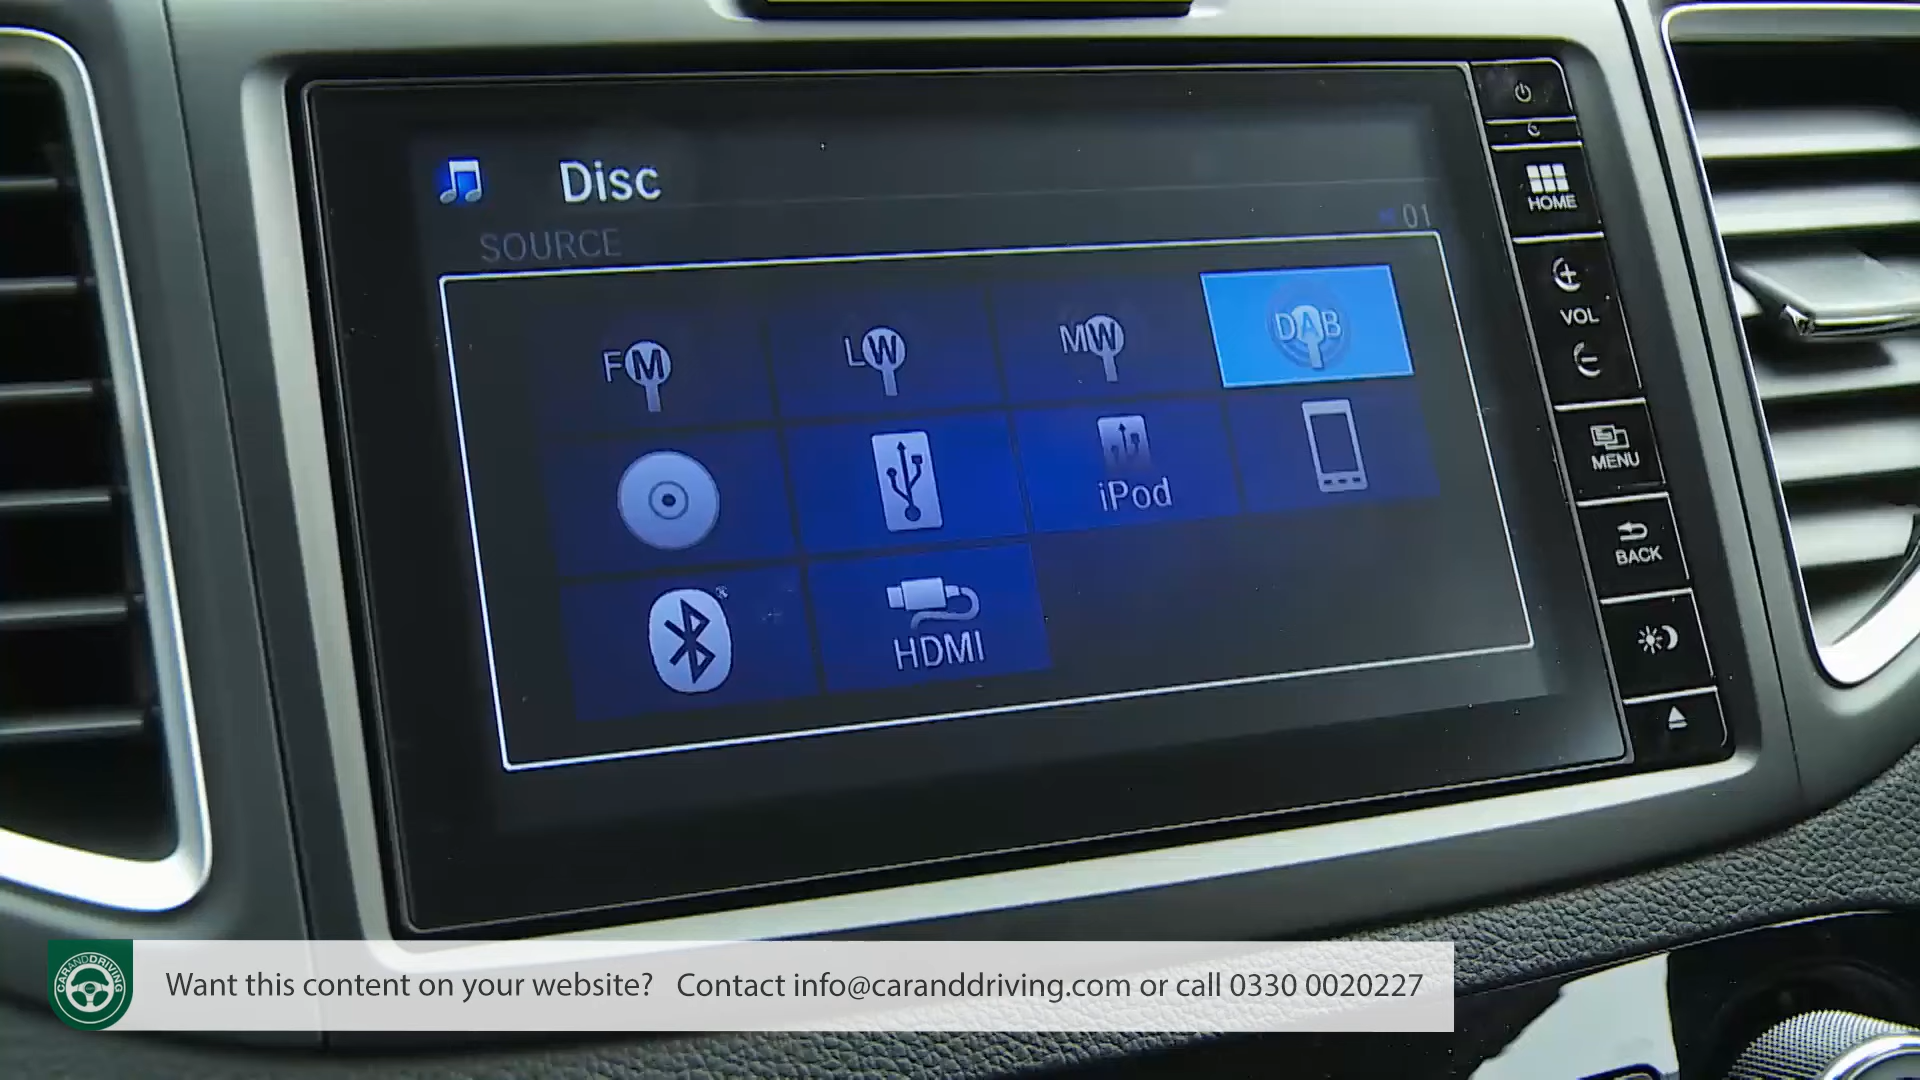 Disc
SOURCE
01
FM
LW
MW
DAB
iPod
HDMI
HOME
VOL
MENU
BACK
CARANDDRIVING
Want this content on your website? Contact info@caranddriving.com or call 0330 0020227